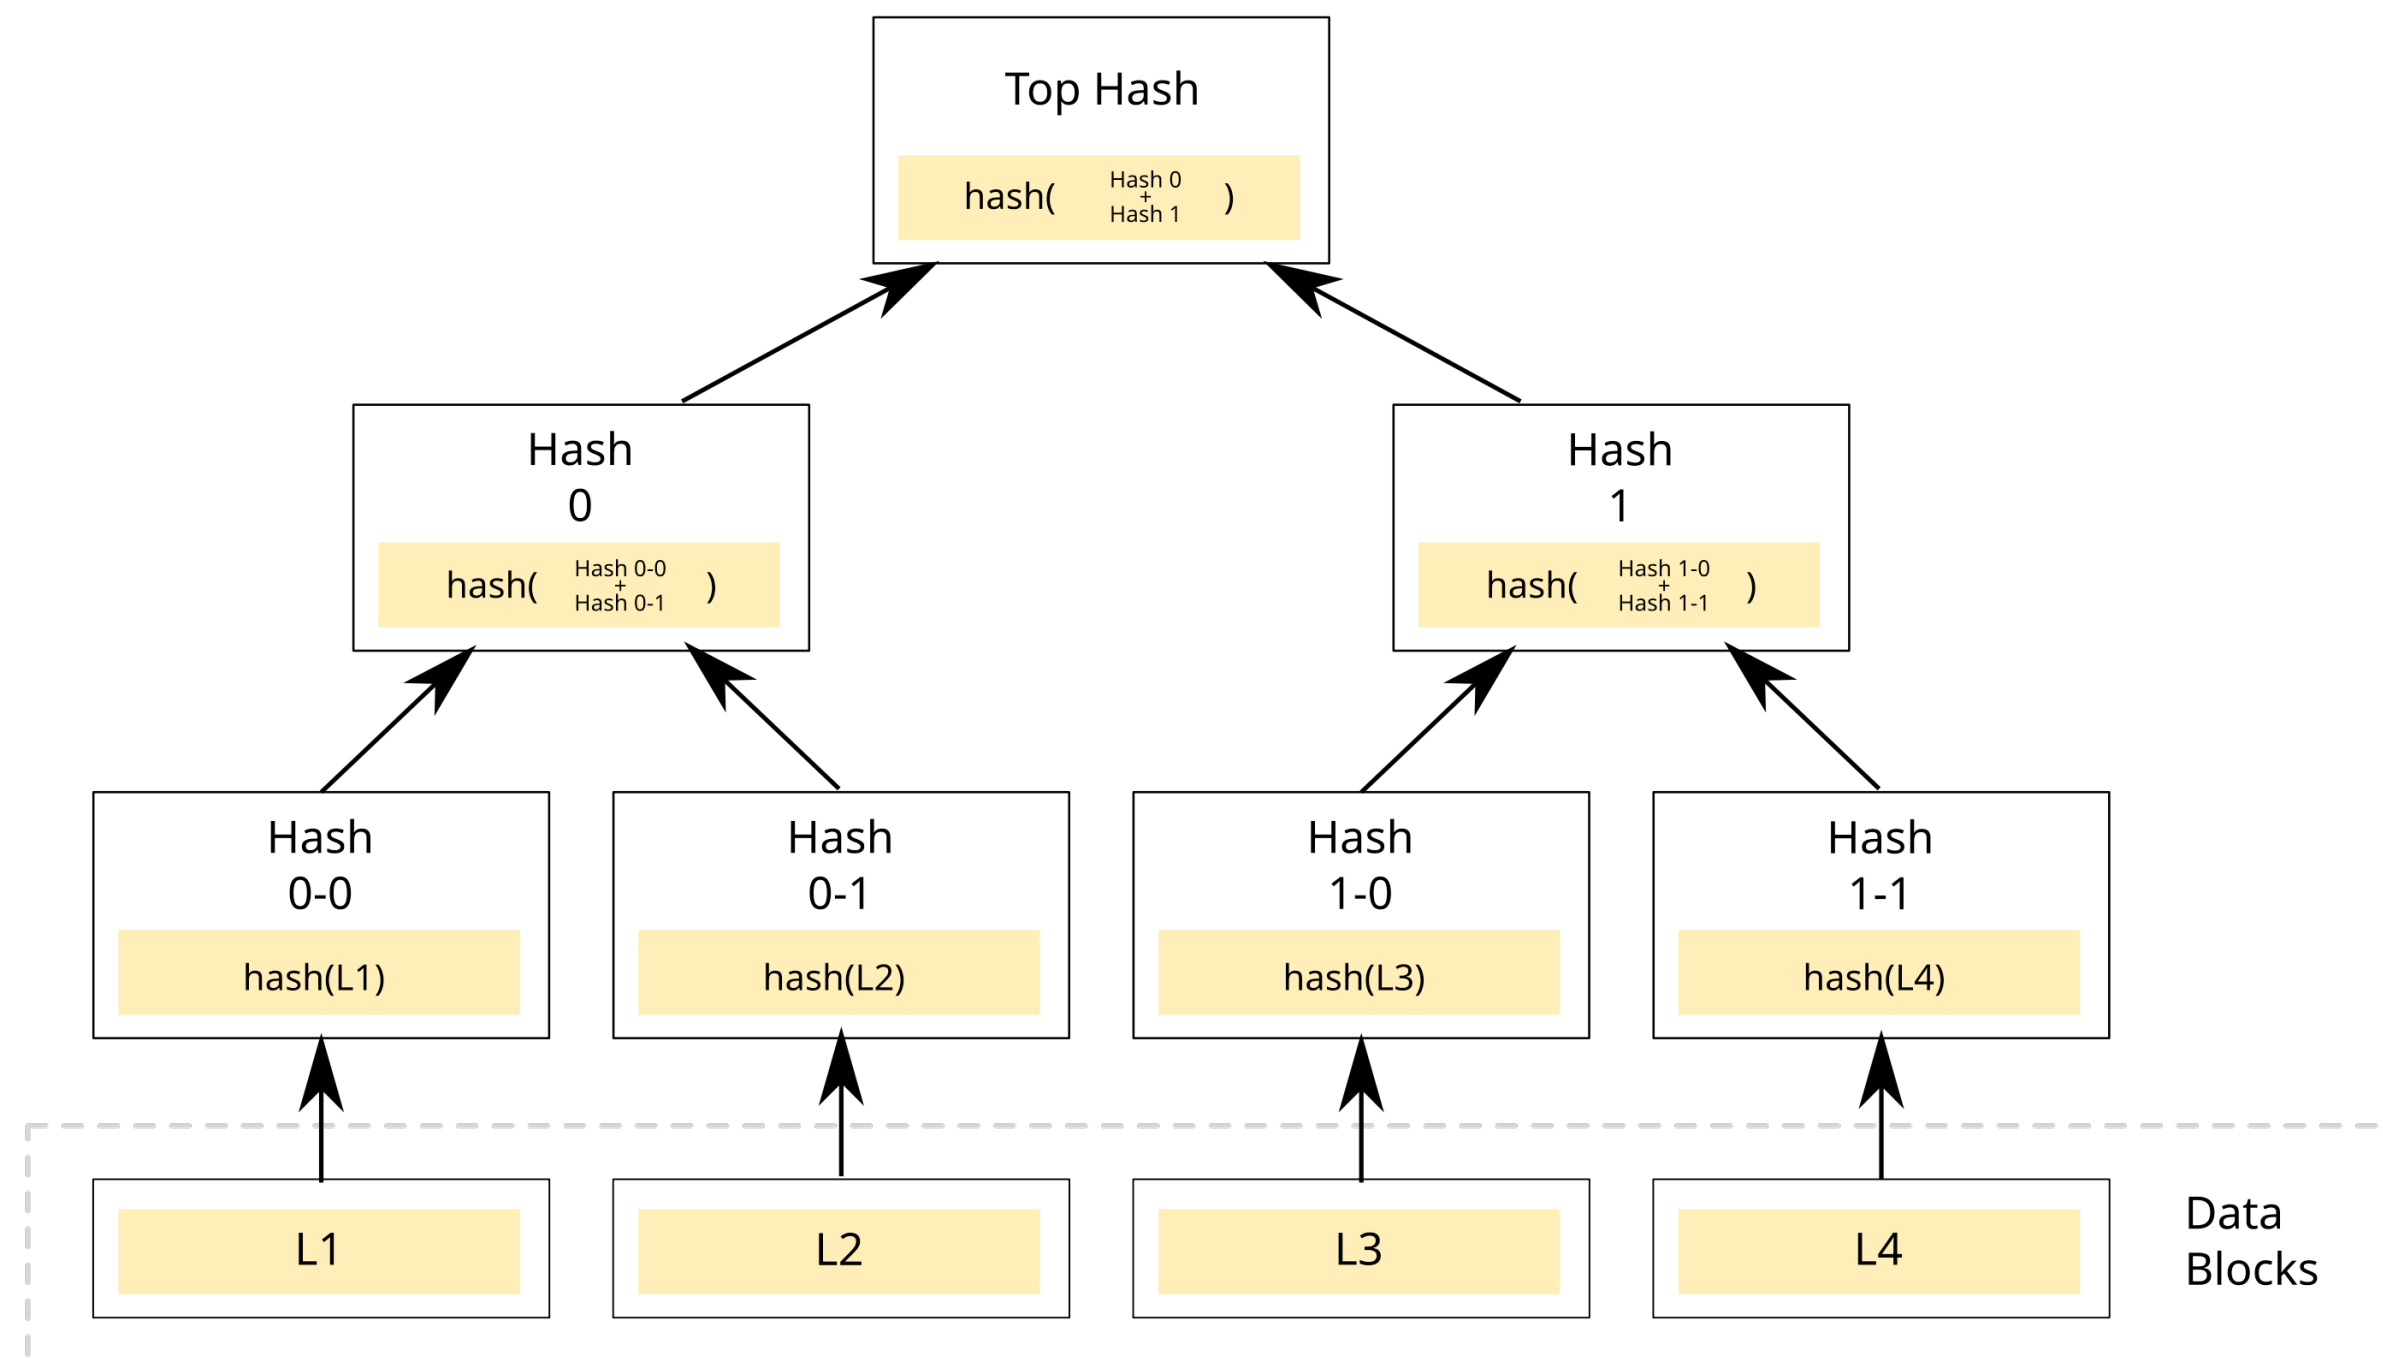 Top Hash
hash( Hash 0 + Hash 1 )
Hash
0
hash( Hash 0-0 + Hash 0-1 )
Hash
1
hash( Hash 1-0 + Hash 1-1 )
Hash
0-0
hash(L1)
Hash
0-1
hash(L2)
Hash
1-0
hash(L3)
Hash
1-1
hash(L4)
L1
L2
L3
L4
Data
Blocks